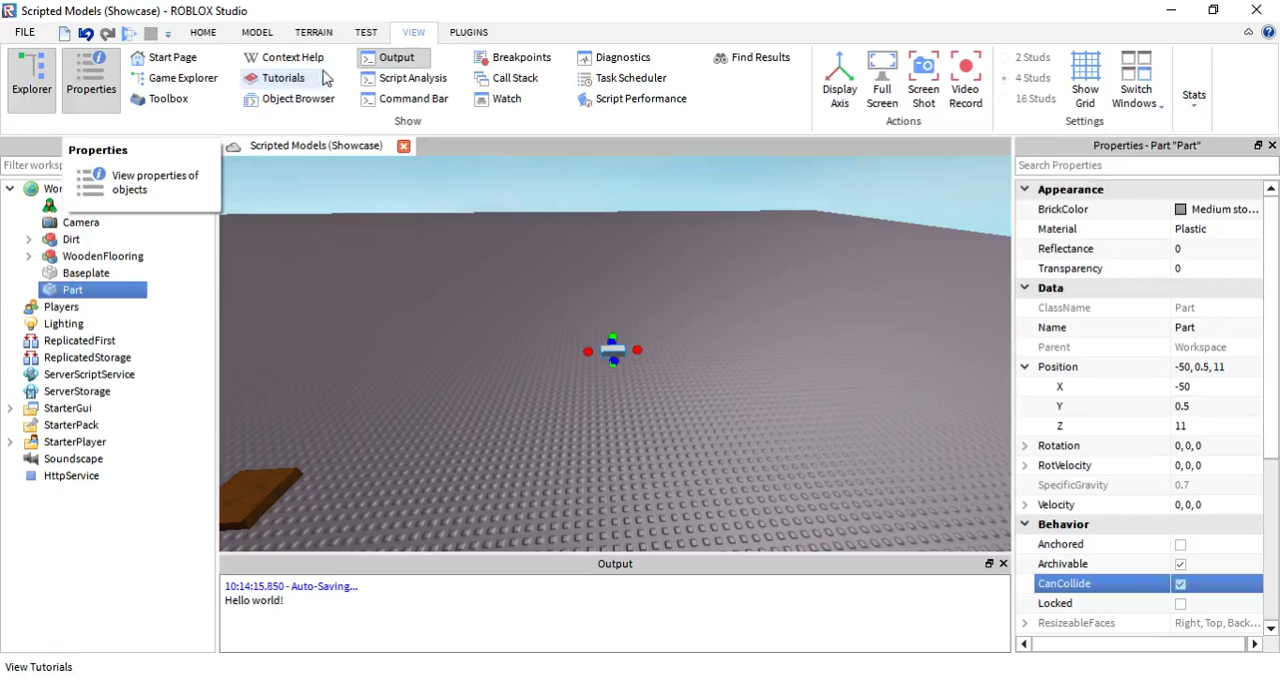 Scripted Models (Showcase) - ROBLOX Studio
FILE HOME MODEL TERRAIN TEST VIEW PLUGINS
Explorer
Properties
Start Page
Game Explorer
Toolbox
Context Help
Tutorials
Object Browser
Output
Script Analysis
Command Bar
Breakpoints
Call Stack
Watch
Diagnostics
Task Scheduler
Script Performance
Find Results
Show
Display Axis
Full Screen
Screen Shot
Video Record
Actions
2 Studs
4 Studs
16 Studs
Show Grid
Switch Windows
Settings
Stats
Properties
View properties of
objects
Filter worksp
Wor
Camera
Dirt
WoodenFlooring
Baseplate
Part
Players
Lighting
ReplicatedFirst
ReplicatedStorage
ServerScriptService
ServerStorage
StarterGui
StarterPack
StarterPlayer
Soundscape
HttpService
Scripted Models (Showcase)
Output
10:14:15.850 - Auto-Saving...
Hello world!
Properties - Part "Part"
Search Properties
Appearance
BrickColor Medium sto...
Material Plastic
Reflectance 0
Transparency 0
Data
ClassName Part
Name Part
Parent Workspace
Position -50, 0.5, 11
X -50
Y 0.5
Z 11
Rotation 0, 0, 0
RotVelocity 0, 0, 0
SpecificGravity 0.7
Velocity 0, 0, 0
Behavior
Anchored
Archivable
CanCollide
Locked
ResizeableFaces Right, Top, Back...
View Tutorials